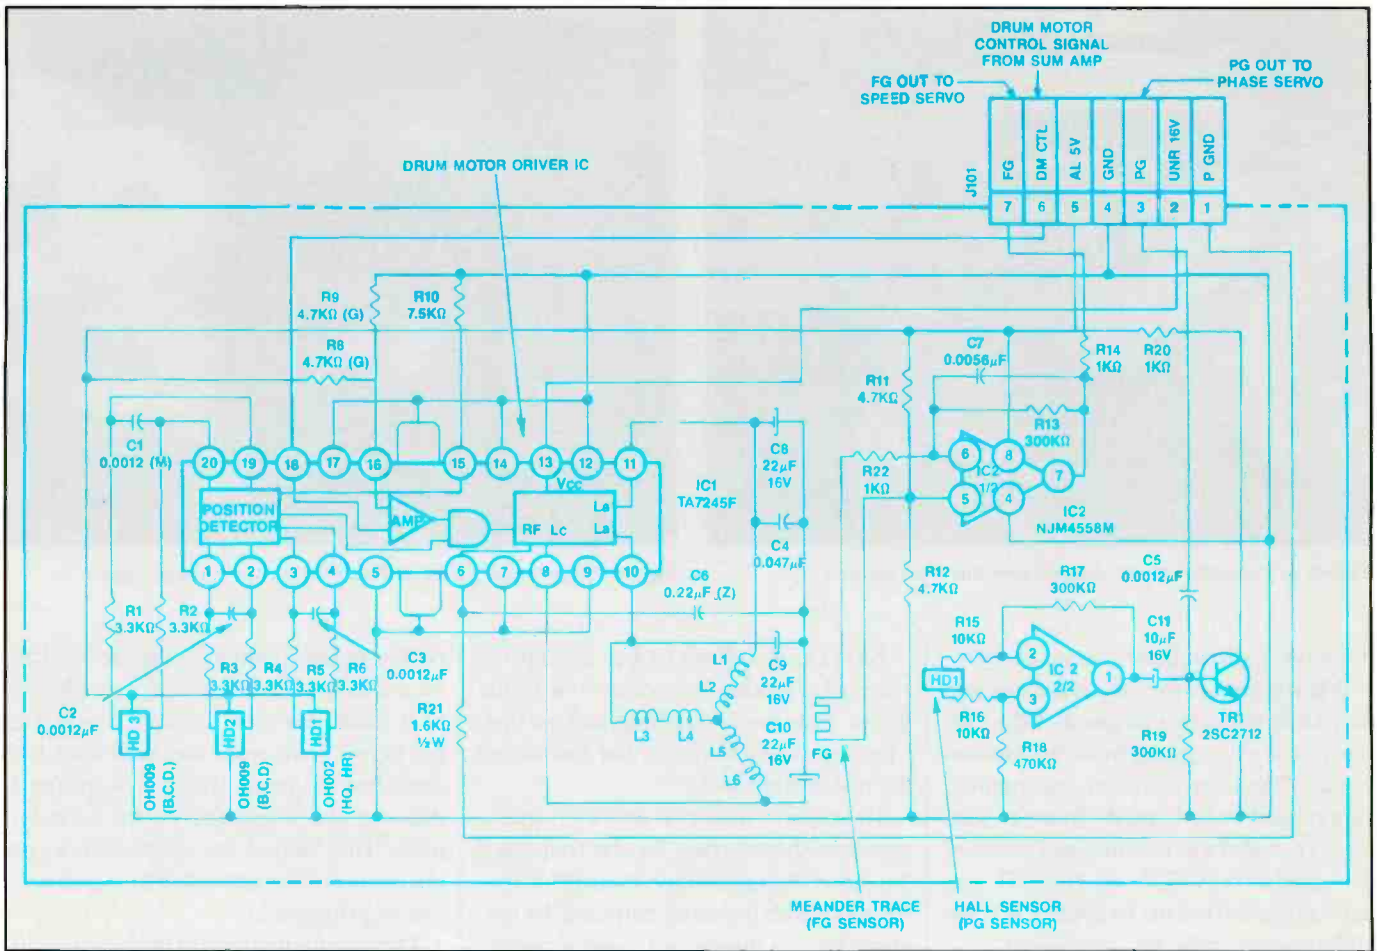 DRUM MOTOR
CONTROL SIGNAL
FROM SUM AMP
FG OUT TO
SPEED SERVO
PG OUT TO
PHASE SERVO
J101
FG
DM CTL
AL 5V
GND
PG
UNR 16V
P GND
7
6
5
4
3
2
1
DRUM MOTOR ORIVER IC
R9
4.7KΩ (G)
R10
7.5KΩ
R8
4.7KΩ (G)
C1
0.0012 (M)
20
19
18
17
16
15
14
13
12
11
VCC
POSITION
DETECTOR
AMP
RF
LC
La
La
IC1
TA7245F
1
2
3
4
5
6
7
8
9
10
R1
3.3KΩ
R2
3.3KΩ
R3
3.3KΩ
R4
3.3KΩ
R5
3.3KΩ
R6
3.3KΩ
C2
0.0012µF
C3
0.0012µF
R21
1.6KΩ
½W
HD 3
HD2
HD1
OH009
(B,C,D,)
OH009
(B,C,D)
OH002
(HQ, HR)
C8
22µF
16V
C4
0.047µF
C6
0.22µF (Z)
C9
22µF
16V
C10
22µF
16V
L1
L2
L3
L4
L5
L6
FG
R11
4.7KΩ
R12
4.7KΩ
R22
1KΩ
C7
0.0056µF
R13
300KΩ
R14
1KΩ
R20
1KΩ
6
8
5
4
7
IC2
1/2
IC2
NJM4558M
R15
10KΩ
R16
10KΩ
HD1
R17
300KΩ
R18
470KΩ
2
3
1
IC 2
2/2
C5
0.0012µF
C11
10µF
16V
R19
300KΩ
TR1
2SC2712
MEANDER TRACE
(FG SENSOR)
HALL SENSOR
(PG SENSOR)